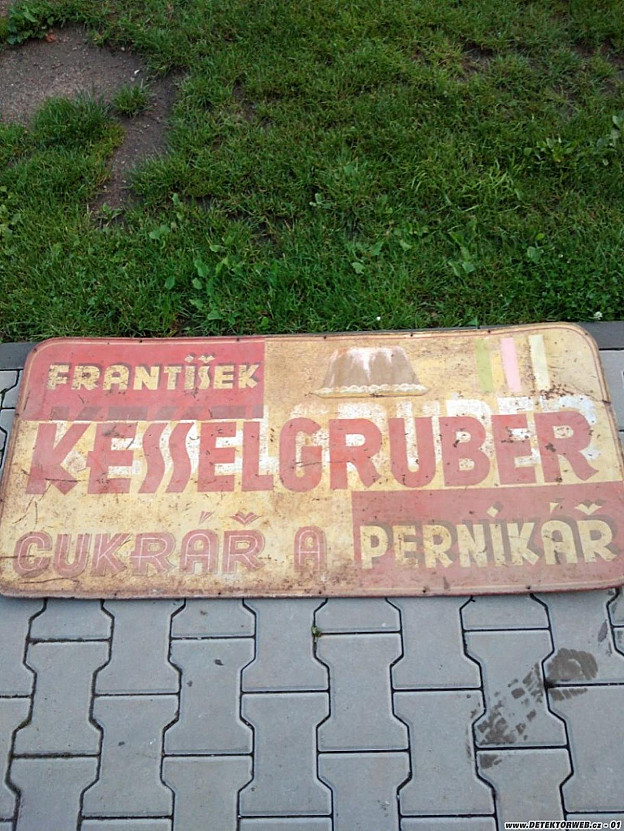 FRANTIŠEK
KESSELGRUBER
CUKRÁŘ A PERNÍKÁŘ
www.DETEKTORWEB.cz - 01